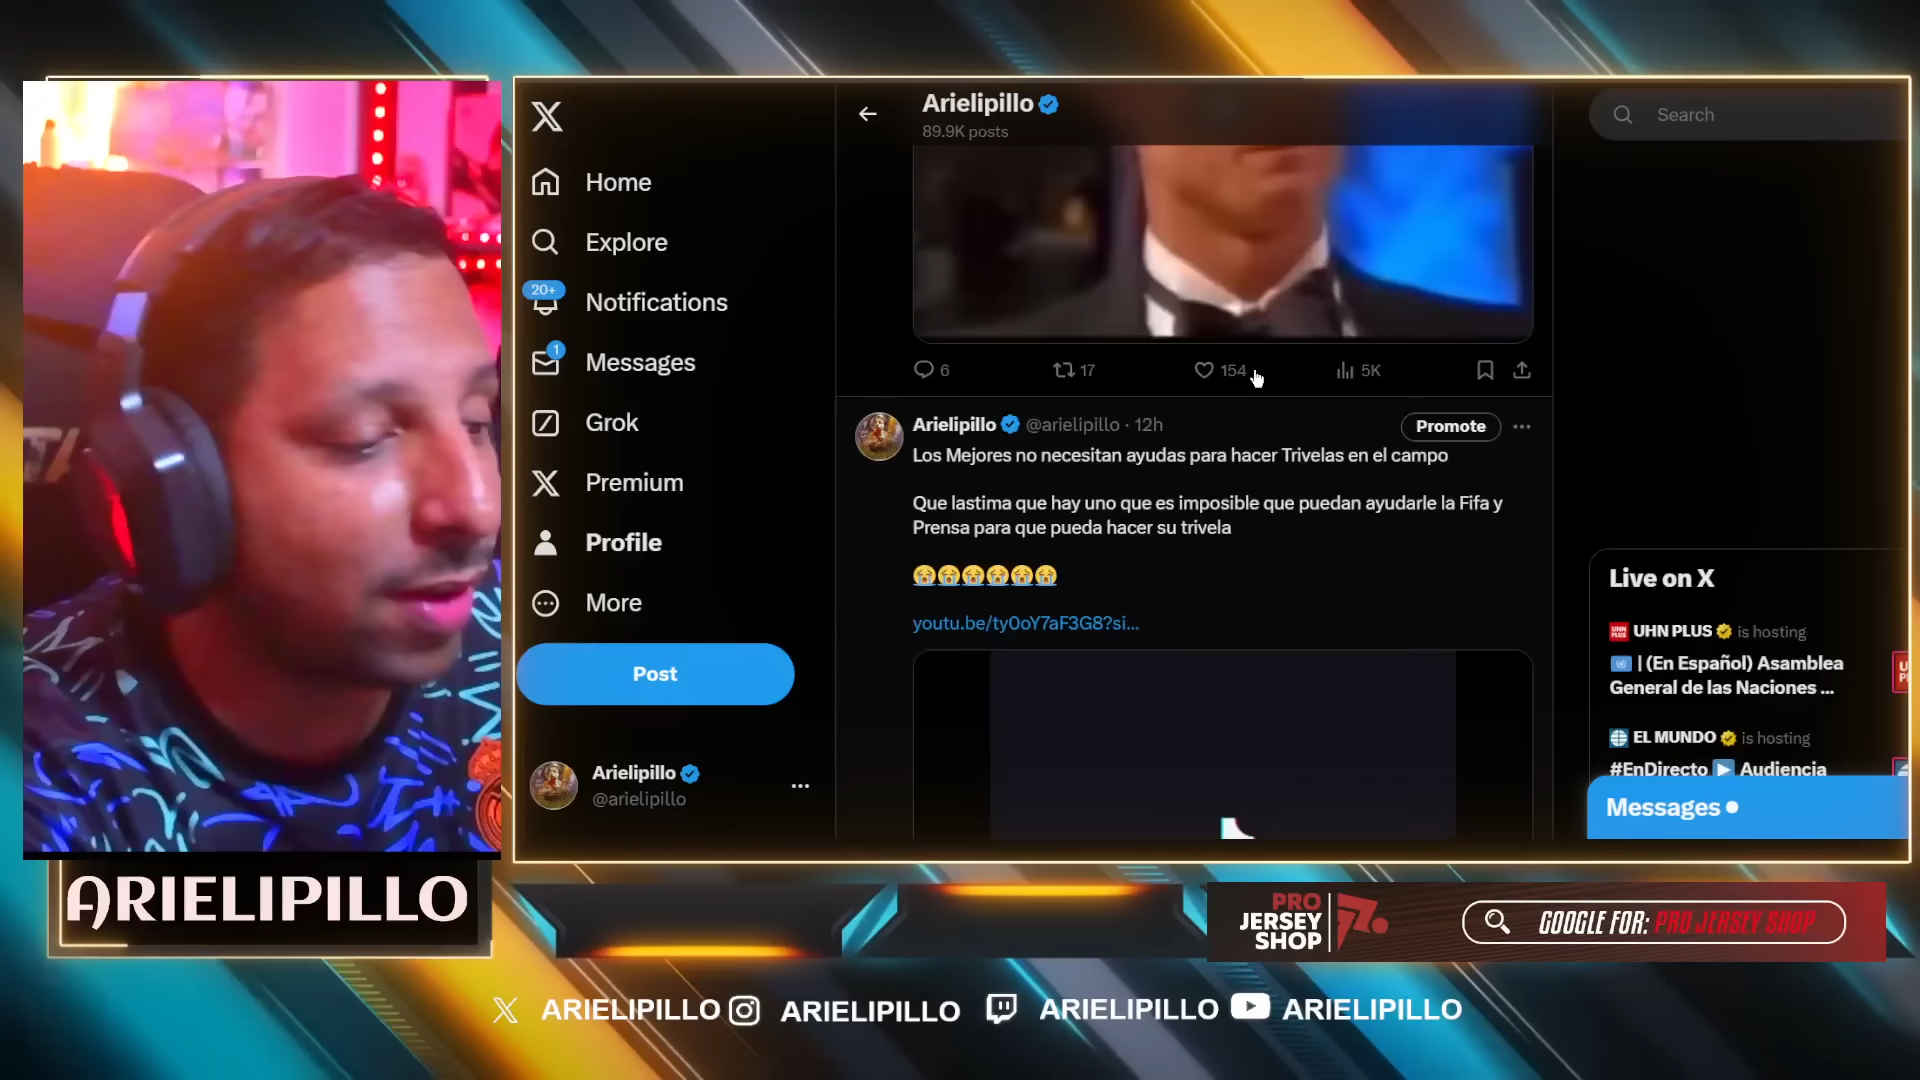 Home
Explore
20+
Notifications
1
Messages
Grok
Premium
Profile
More
Post
Arielipillo
@arielipillo
Arielipillo
89.9K posts
6
17
154
5K
Arielipillo @arielipillo · 12h
Promote
Los Mejores no necesitan ayudas para hacer Trivelas en el campo
Que lastima que hay uno que es imposible que puedan ayudarle la Fifa y
Prensa para que pueda hacer su trivela
😭😭😭😭😭😭
youtu.be/ty0oY7aF3G8?si...
Search
Live on X
UHN PLUS is hosting
| (En Español) Asamblea
General de las Naciones ...
EL MUNDO is hosting
#EnDirecto ▶ Audiencia
Messages
ARIELIPILLO
PRO
JERSEY
SHOP
GOOGLE FOR: PRO JERSEY SHOP
ARIELIPILLO
ARIELIPILLO
ARIELIPILLO
ARIELIPILLO